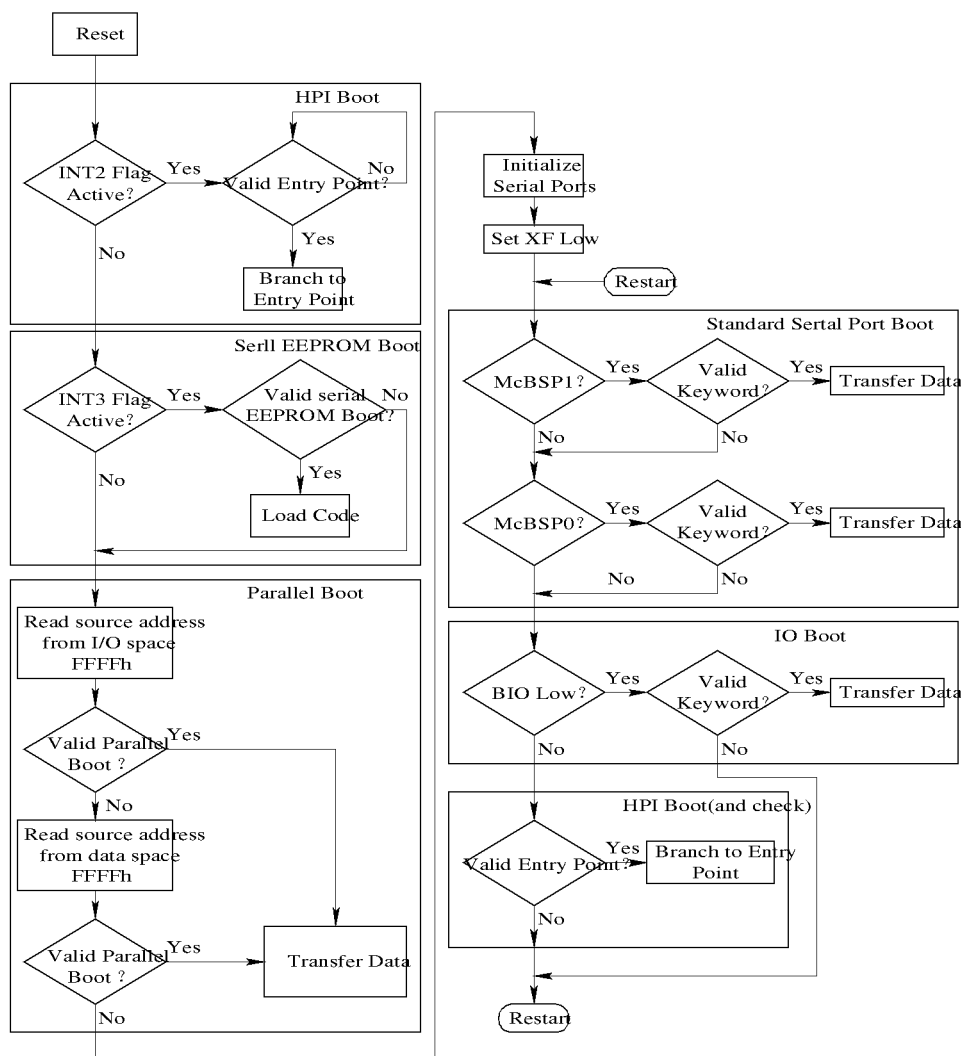 Reset
HPI Boot
INT2 Flag
Active?
Yes
Valid Entry Point?
No
Yes
No
Branch to
Entry Point
Serll EEPROM Boot
INT3 Flag
Active?
Yes
Valid serial
EEPROM Boot?
No
Yes
No
Load Code
Parallel Boot
Read source address
from I/O space
FFFFh
Valid Parallel
Boot ?
Yes
No
Read source address
from data space
FFFFh
Valid Parallel
Boot ?
Yes
Transfer Data
No
Initialize
Serial Ports
Set XF Low
Restart
Standard Sertal Port Boot
McBSP1?
Yes
Valid
Keyword?
Yes
Transfer Data
No
No
McBSP0?
Yes
Valid
Keyword?
Yes
Transfer Data
No
No
IO Boot
BIO Low?
Yes
Valid
Keyword?
Yes
Transfer Data
No
No
HPI Boot(and check)
Valid Entry Point?
Yes
Branch to Entry
Point
No
Restart